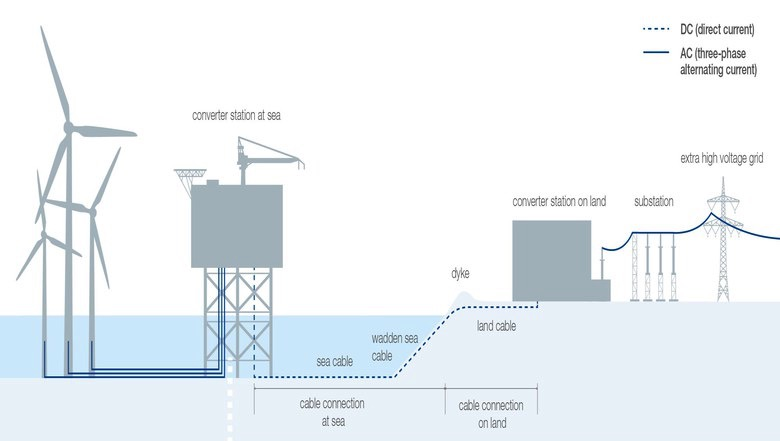 DC (direct current)
AC (three-phase
alternating current)
converter station at sea
extra high voltage grid
converter station on land
substation
dyke
wadden sea
cable
land cable
sea cable
cable connection
at sea
cable connection
on land